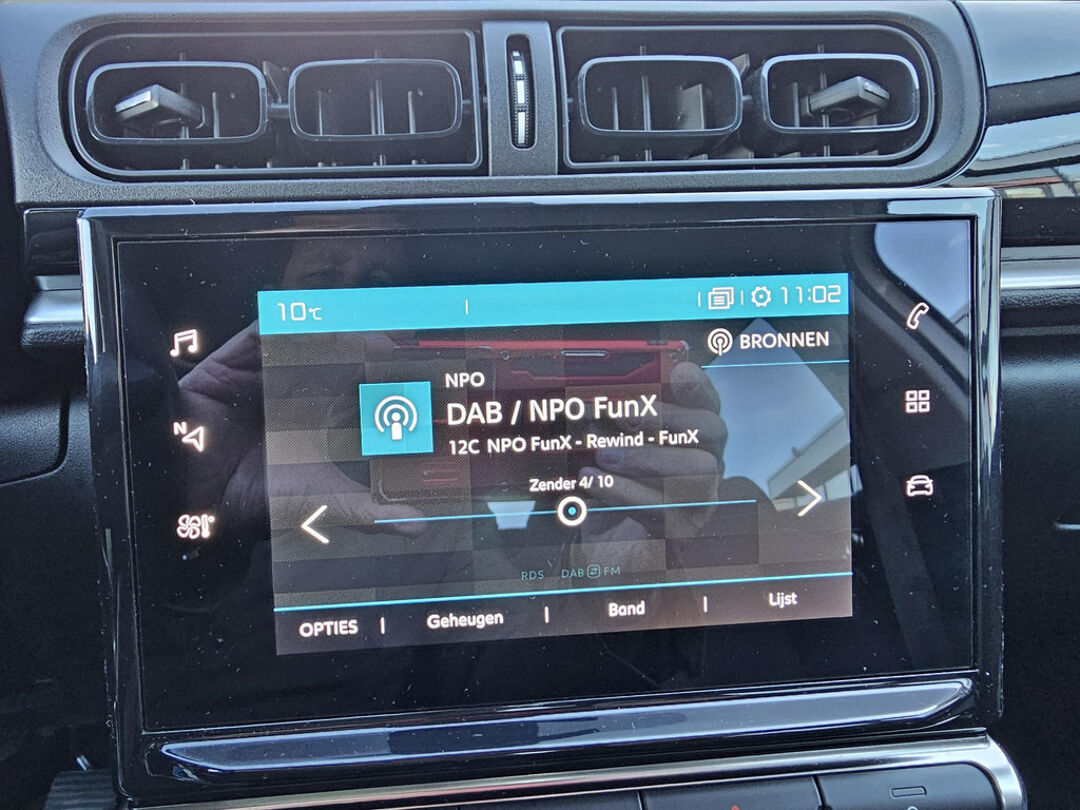 10°C
11:02
BRONNEN
NPO
DAB / NPO FunX
12C NPO FunX - Rewind - FunX
Zender 4/ 10
N
RDS DAB FM
OPTIES | Geheugen | Band | Lijst